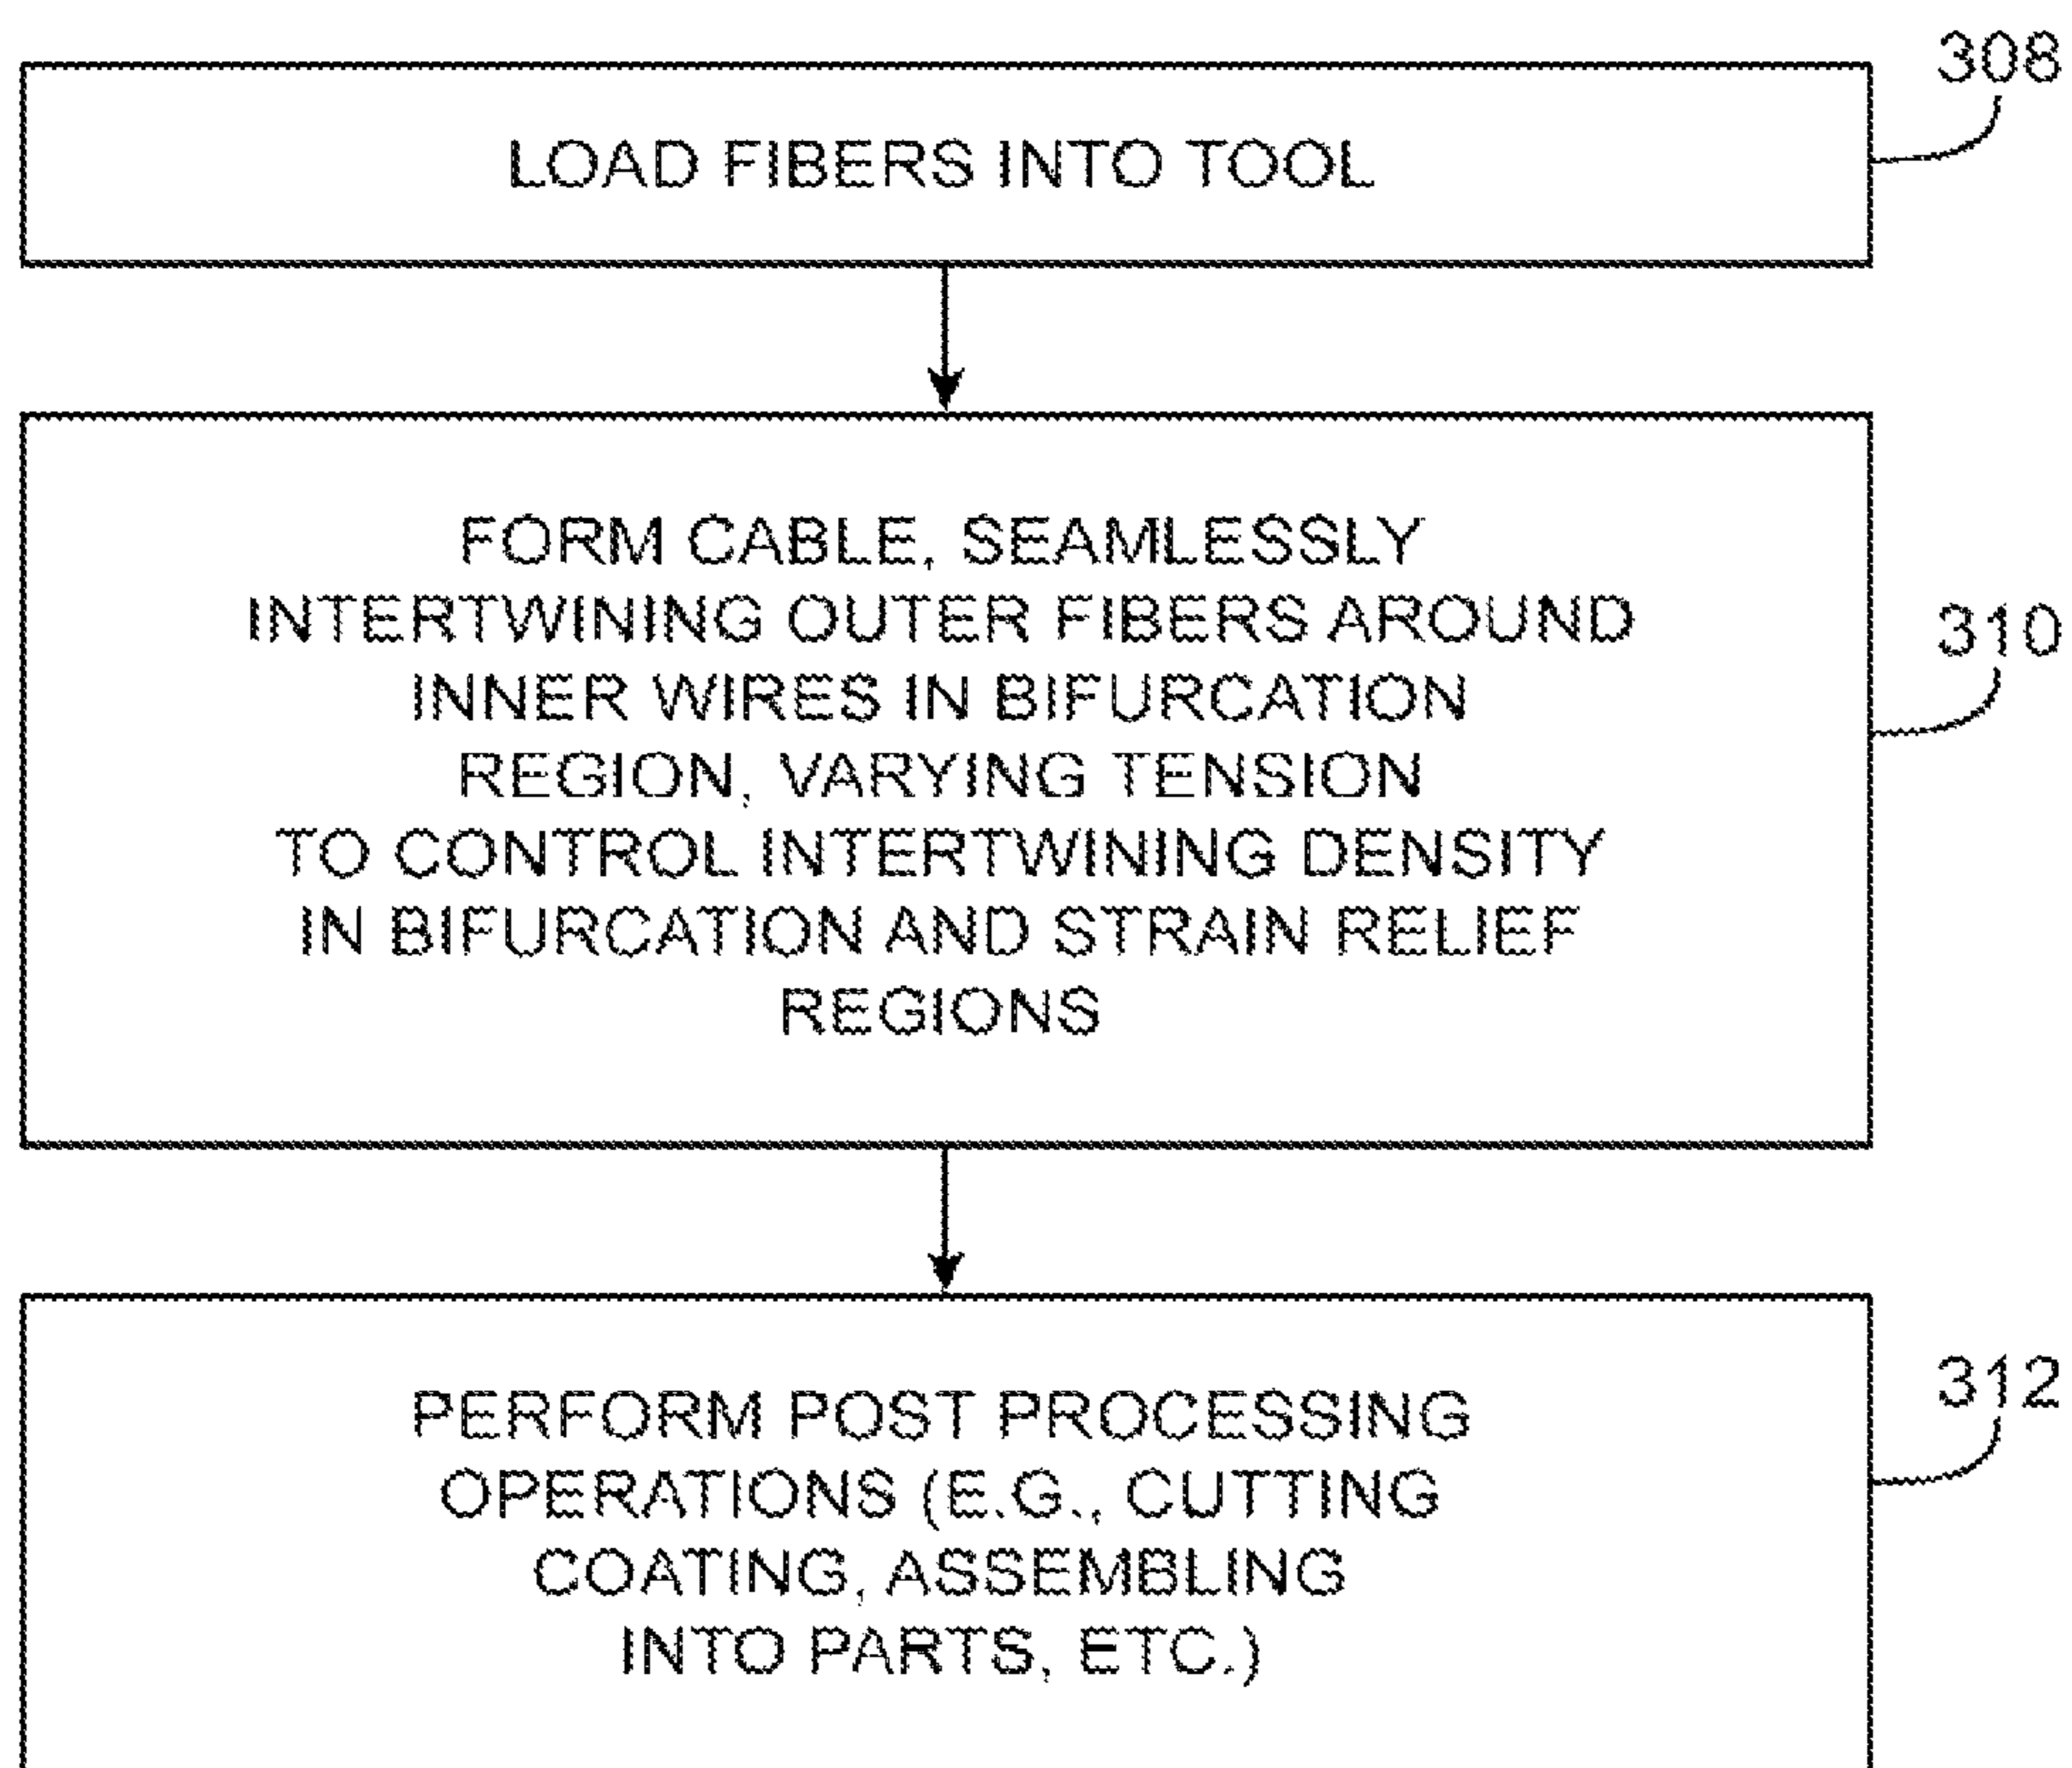 308
LOAD FIBERS INTO TOOL
FORM CABLE, SEAMLESSLY
INTERTWINING OUTER FIBERS AROUND
INNER WIRES IN BIFURCATION
REGION, VARYING TENSION
TO CONTROL INTERTWINING DENSITY
IN BIFURCATION AND STRAIN RELIEF
REGIONS
310
PERFORM POST PROCESSING
OPERATIONS (E.G., CUTTING
COATING, ASSEMBLING
INTO PARTS, ETC.)
312